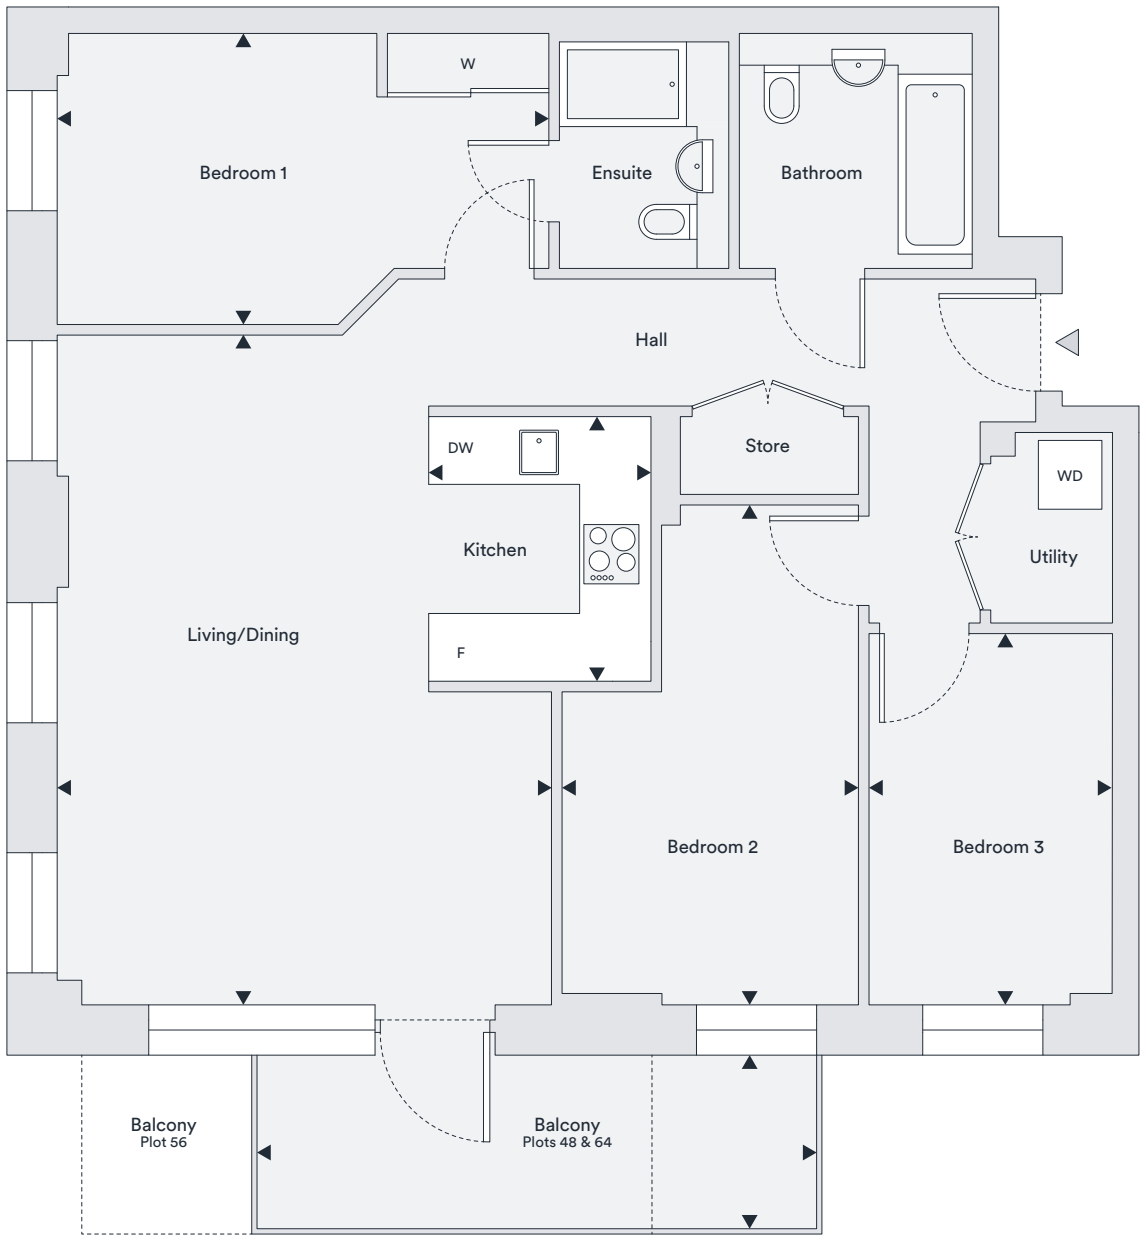 W
Bedroom 1
Ensuite
Bathroom
Hall
DW
Store
WD
Kitchen
Utility
Living/Dining
F
Bedroom 2
Bedroom 3
Balcony
Plot 56
Balcony
Plots 48 & 64